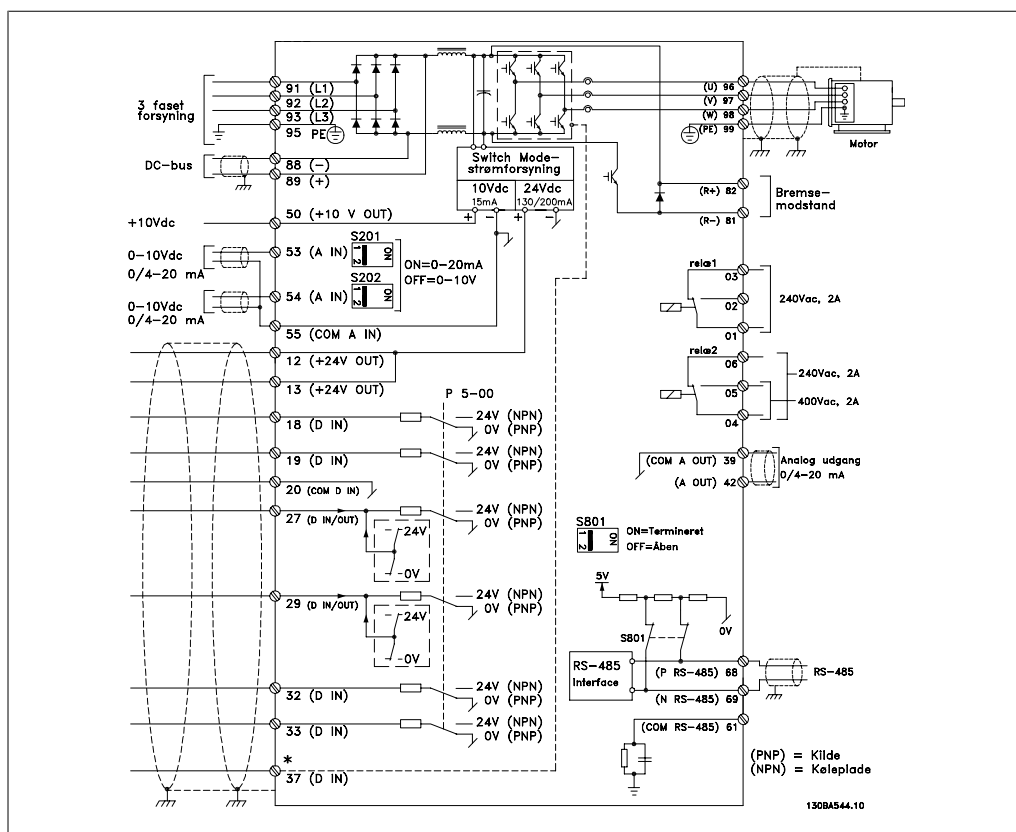 3 faset
forsyning
91 (L1)
92 (L2)
93 (L3)
95 PE
DC-bus
88 (-)
89 (+)
+10Vdc
50 (+10 V OUT)
0-10Vdc
0/4-20 mA
53 (A IN)
S201
1 2
ON
ON=0-20mA
OFF=0-10V
S202
1 2
ON
0-10Vdc
0/4-20 mA
54 (A IN)
55 (COM A IN)
12 (+24V OUT)
13 (+24V OUT)
P 5-00
18 (D IN)
24V (NPN)
0V (PNP)
19 (D IN)
24V (NPN)
0V (PNP)
20 (COM D IN)
27 (D IN/OUT)
24V (NPN)
0V (PNP)
24V
0V
29 (D IN/OUT)
24V (NPN)
0V (PNP)
24V
0V
32 (D IN)
24V (NPN)
0V (PNP)
33 (D IN)
24V (NPN)
0V (PNP)
*
37 (D IN)
Switch Mode-
strømforsyning
10Vdc
15mA
24Vdc
130/200mA
+ - + -
(U) 96
(V) 97
(W) 98
(PE) 99
Motor
(R+) 82
(R-) 81
Bremse-
modstand
relæ1
03
02
01
240Vac, 2A
relæ2
06
05
04
240Vac, 2A
400Vac, 2A
(COM A OUT) 39
(A OUT) 42
Analog udgang
0/4-20 mA
S801
1 2
ON
ON=Termineret
OFF=Åben
5V
0V
S801
RS-485
Interface
(P RS-485) 68
(N RS-485) 69
RS-485
(COM RS-485) 61
(PNP) = Kilde
(NPN) = Køleplade
130BA544.10